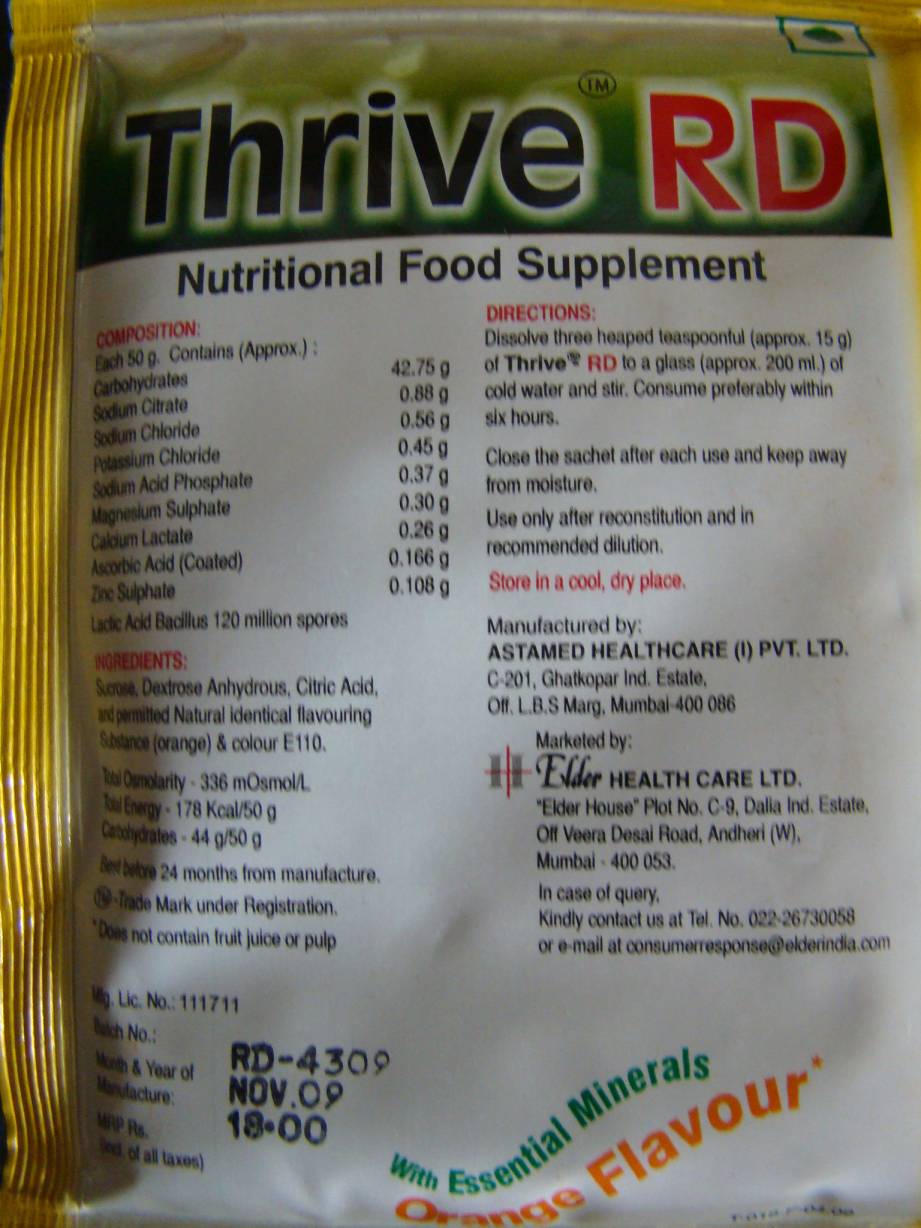 Thrive™ RD
Nutritional Food Supplement
COMPOSITION:
Each 50 g. Contains (Approx.) :
Carbohydrates 42.75 g
Sodium Citrate 0.88 g
Sodium Chloride 0.56 g
Potassium Chloride 0.45 g
Sodium Acid Phosphate 0.37 g
Magnesium Sulphate 0.30 g
Calcium Lactate 0.26 g
Ascorbic Acid (Coated) 0.166 g
Zinc Sulphate 0.108 g
Lactic Acid Bacillus 120 million spores
INGREDIENTS:
Sucrose, Dextrose Anhydrous, Citric Acid,
and permitted Natural identical flavouring
Substance (orange) & colour E110.
Total Osmolarity - 336 mOsmol/L
Total Energy - 178 Kcal/50 g
Carbohydrates - 44 g/50 g
Best before 24 months from manufacture.
TM-Trade Mark under Registration.
*Does not contain fruit juice or pulp
Mfg. Lic. No.: 111711
Batch No.: RD-4309
Month & Year of
Manufacture: NOV.09
MRP Rs. 18.00
(incl. of all taxes)
DIRECTIONS:
Dissolve three heaped teaspoonful (approx. 15 g)
of Thrive™ RD to a glass (approx. 200 ml.) of
cold water and stir. Consume preferably within
six hours.
Close the sachet after each use and keep away
from moisture.
Use only after reconstitution and in
recommended dilution.
Store in a cool, dry place.
Manufactured by:
ASTAMED HEALTHCARE (I) PVT. LTD.
C-201, Ghatkopar Ind. Estate,
Off. L.B.S Marg, Mumbai-400 086
Marketed by:
Elder HEALTH CARE LTD.
"Elder House" Plot No. C-9, Dalia Ind. Estate,
Off Veera Desai Road, Andheri (W),
Mumbai - 400 053.
In case of query,
Kindly contact us at Tel. No. 022-26730058
or e-mail at consumerresponse@elderindia.com
With Essential Minerals
Orange Flavour*